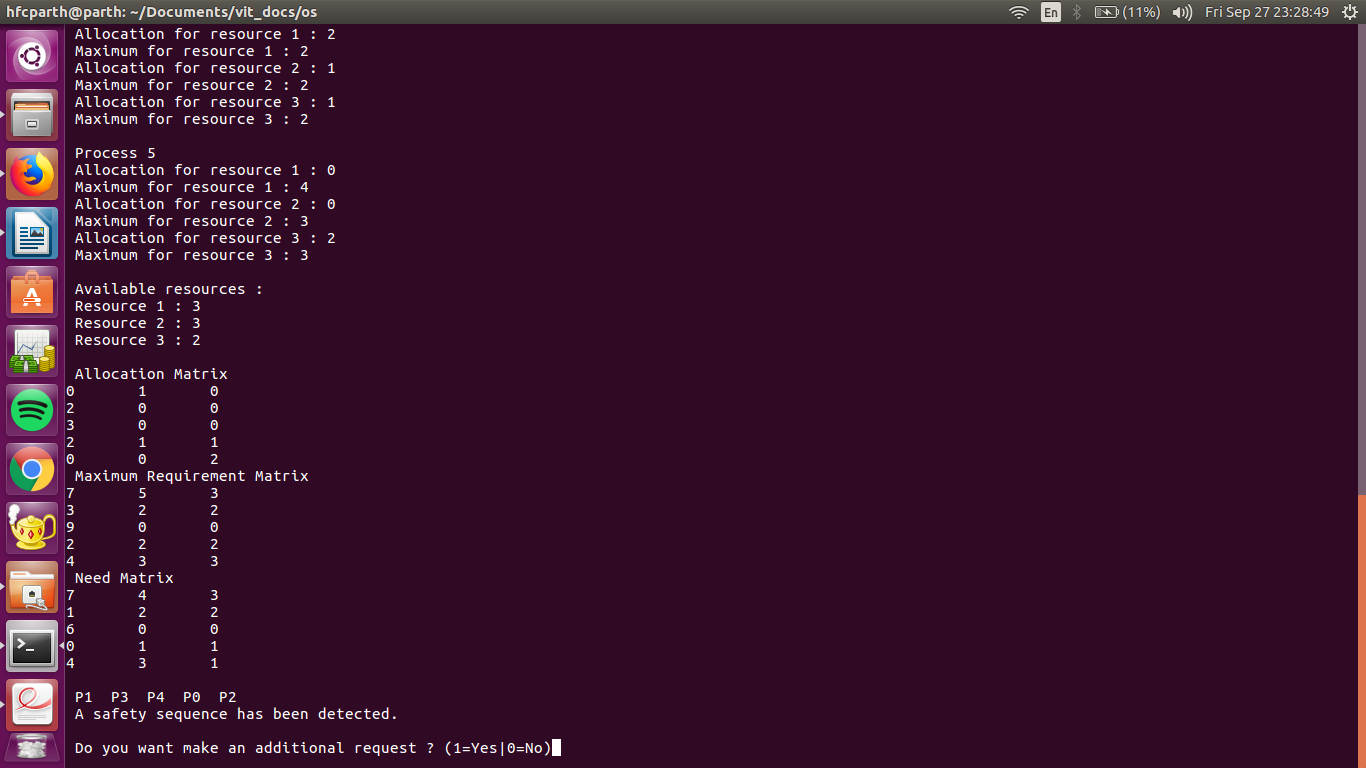 hfcparth@parth: ~/Documents/vit_docs/os
En
(11%)
Fri Sep 27 23:28:49
Allocation for resource 1 : 2
Maximum for resource 1 : 2
Allocation for resource 2 : 1
Maximum for resource 2 : 2
Allocation for resource 3 : 1
Maximum for resource 3 : 2
Process 5
Allocation for resource 1 : 0
Maximum for resource 1 : 4
Allocation for resource 2 : 0
Maximum for resource 2 : 3
Allocation for resource 3 : 2
Maximum for resource 3 : 3
Available resources :
Resource 1 : 3
Resource 2 : 3
Resource 3 : 2
Allocation Matrix
0 1 0
2 0 0
3 0 0
2 1 1
0 0 2
Maximum Requirement Matrix
7 5 3
3 2 2
9 0 0
2 2 2
4 3 3
Need Matrix
7 4 3
1 2 2
6 0 0
0 1 1
4 3 1
P1 P3 P4 P0 P2
A safety sequence has been detected.
Do you want make an additional request ? (1=Yes|0=No)